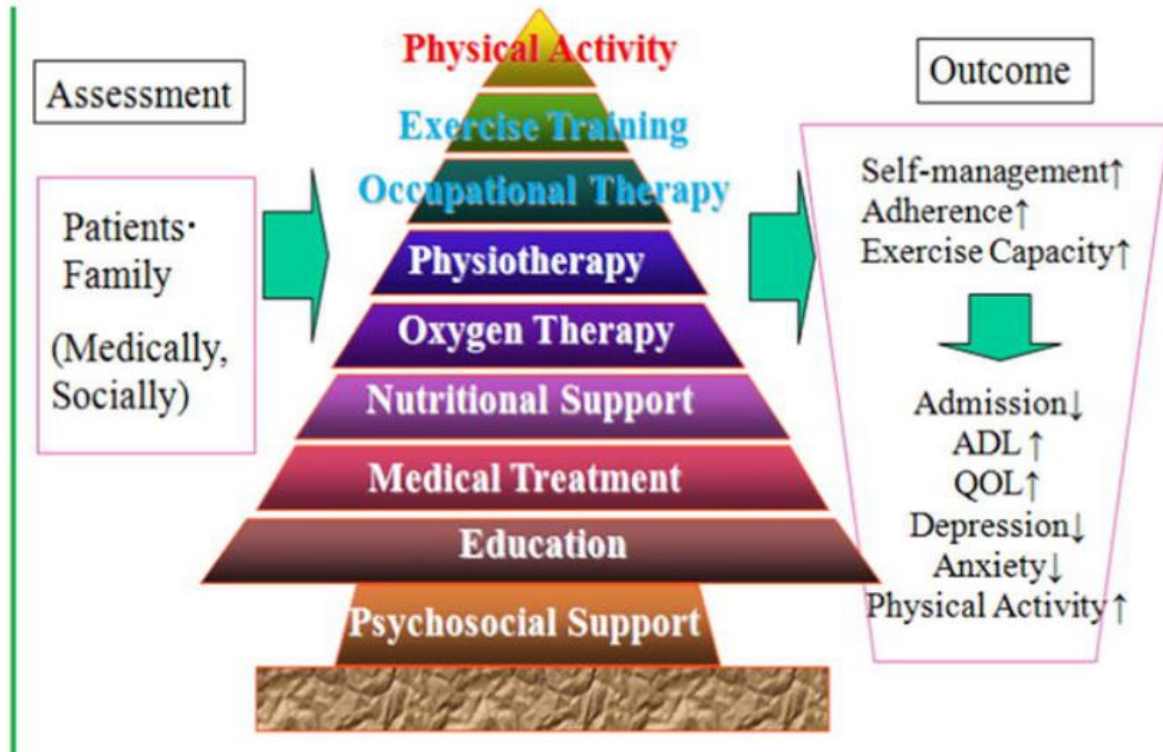 Assessment
Patients·
Family
(Medically,
Socially)
Physical Activity
Exercise Training
Occupational Therapy
Physiotherapy
Oxygen Therapy
Nutritional Support
Medical Treatment
Education
Psychosocial Support
Outcome
Self-management↑
Adherence↑
Exercise Capacity↑
Admission↓
ADL ↑
QOL↑
Depression↓
Anxiety↓
Physical Activity↑